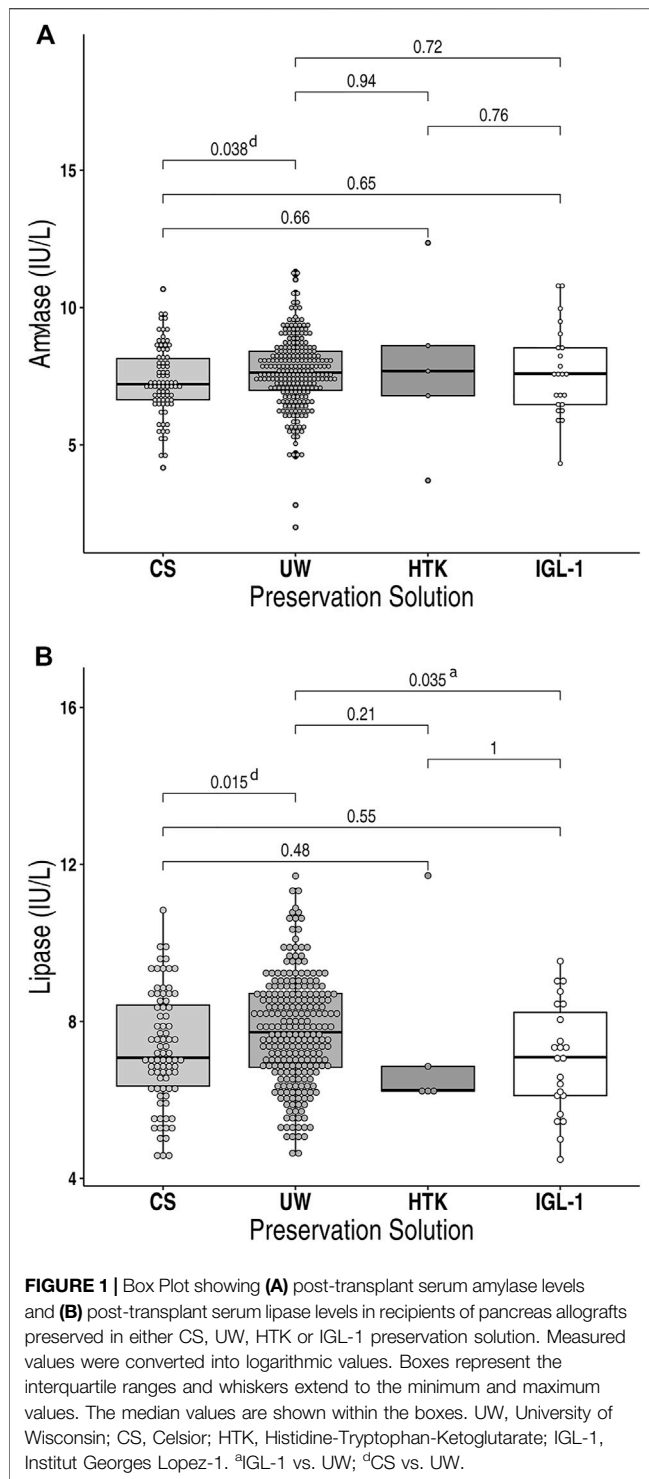 A
0.72
0.94
0.76
0.038d
0.65
0.66
Amylase (IU/L)
15
10
5
CS UW HTK IGL-1
Preservation Solution
B
0.035 a
0.21
1
0.015 d
0.55
0.48
Lipase (IU/L)
16
12
8
4
CS UW HTK IGL-1
Preservation Solution
FIGURE 1 | Box Plot showing (A) post-transplant serum amylase levels
and (B) post-transplant serum lipase levels in recipients of pancreas allografts
preserved in either CS, UW, HTK or IGL-1 preservation solution. Measured
values were converted into logarithmic values. Boxes represent the
interquartile ranges and whiskers extend to the minimum and maximum
values. The median values are shown within the boxes. UW, University of
Wisconsin; CS, Celsior; HTK, Histidine-Tryptophan-Ketoglutarate; IGL-1,
Institut Georges Lopez-1. aIGL-1 vs. UW; dCS vs. UW.